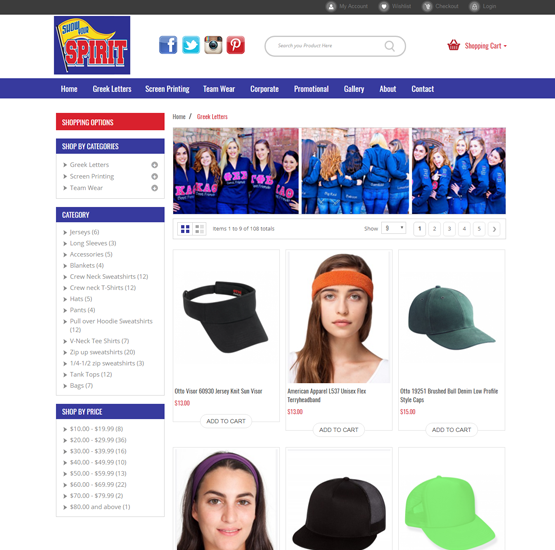 My Account Wishlist Checkout Login
SHOW YOUR
SPIRIT
Search you Product Here
Shopping Cart
Home Greek Letters Screen Printing Team Wear Corporate Promotional Gallery About Contact
SHOPPING OPTIONS
SHOP BY CATEGORIES
Greek Letters
Screen Printing
Team Wear
CATEGORY
Jerseys (6)
Long Sleeves (3)
Accessories (5)
Blankets (4)
Crew Neck Sweatshirts (12)
Crew neck T-Shirts (12)
Hats (5)
Pants (4)
Pull over Hoodie Sweatshirts
(12)
V-Neck Tee Shirts (7)
Zip up sweatshirts (20)
1/4-1/2 zip sweatshirts (3)
Tank Tops (12)
Bags (7)
SHOP BY PRICE
$10.00 - $19.99 (8)
$20.00 - $29.99 (36)
$30.00 - $39.99 (16)
$40.00 - $49.99 (10)
$50.00 - $59.99 (13)
$60.00 - $69.99 (22)
$70.00 - $79.99 (2)
$80.00 and above (1)
Home / Greek Letters
Items 1 to 9 of 108 totals
Show 9
1 2 3 4 5
Otto Visor 60930 Jersey Knit Sun Visor
$13.00
ADD TO CART
American Apparel L537 Unisex Flex
Terryheadband
$13.00
ADD TO CART
Otto 19251 Brushed Bull Denim Low Profile
Style Caps
$15.00
ADD TO CART